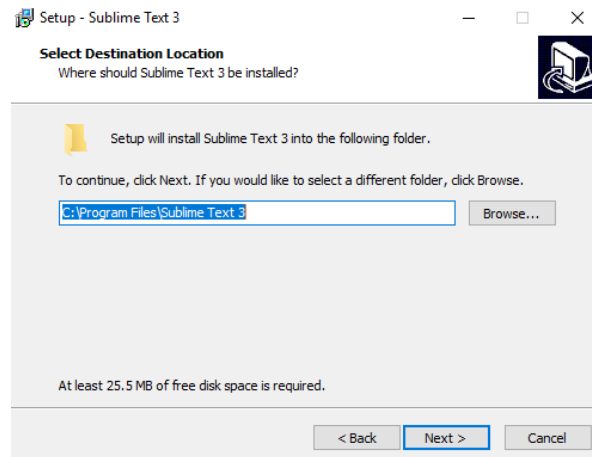 Setup - Sublime Text 3
Select Destination Location
Where should Sublime Text 3 be installed?
Setup will install Sublime Text 3 into the following folder.
To continue, click Next. If you would like to select a different folder, click Browse.
C:\Program Files\Sublime Text 3
Browse...
At least 25.5 MB of free disk space is required.
< Back
Next >
Cancel